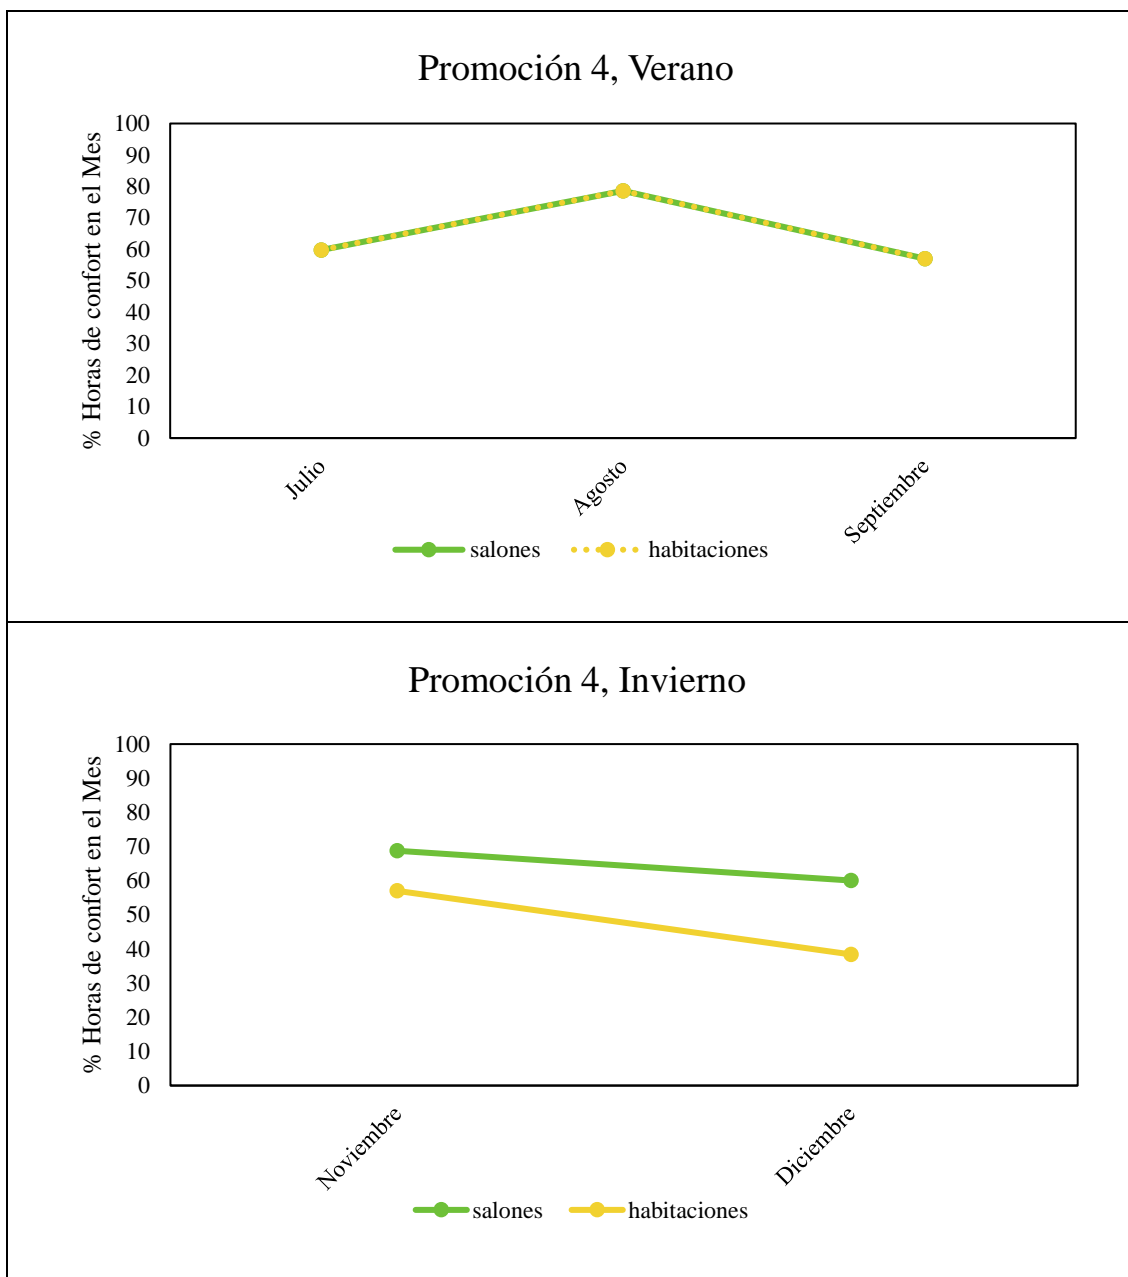 Promoción 4, Verano
% Horas de confort en el Mes
100
90
80
70
60
50
40
30
20
10
0
Julio
Agosto
Septiembre
salones
habitaciones
Promoción 4, Invierno
% Horas de confort en el Mes
100
90
80
70
60
50
40
30
20
10
0
Noviembre
Diciembre
salones
habitaciones